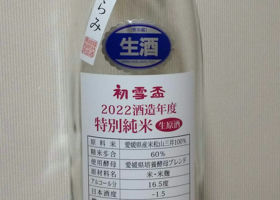 らみ
生酒
初雪盃
2022酒造年度
特別純米 生原酒
原料米 愛媛県産米松山三井100%
精米歩合 60%
使用酵母 愛媛県培養酵母ブレンド
原材料名 米・米麹
アルコール分 16.5度
日本酒度 -1.5